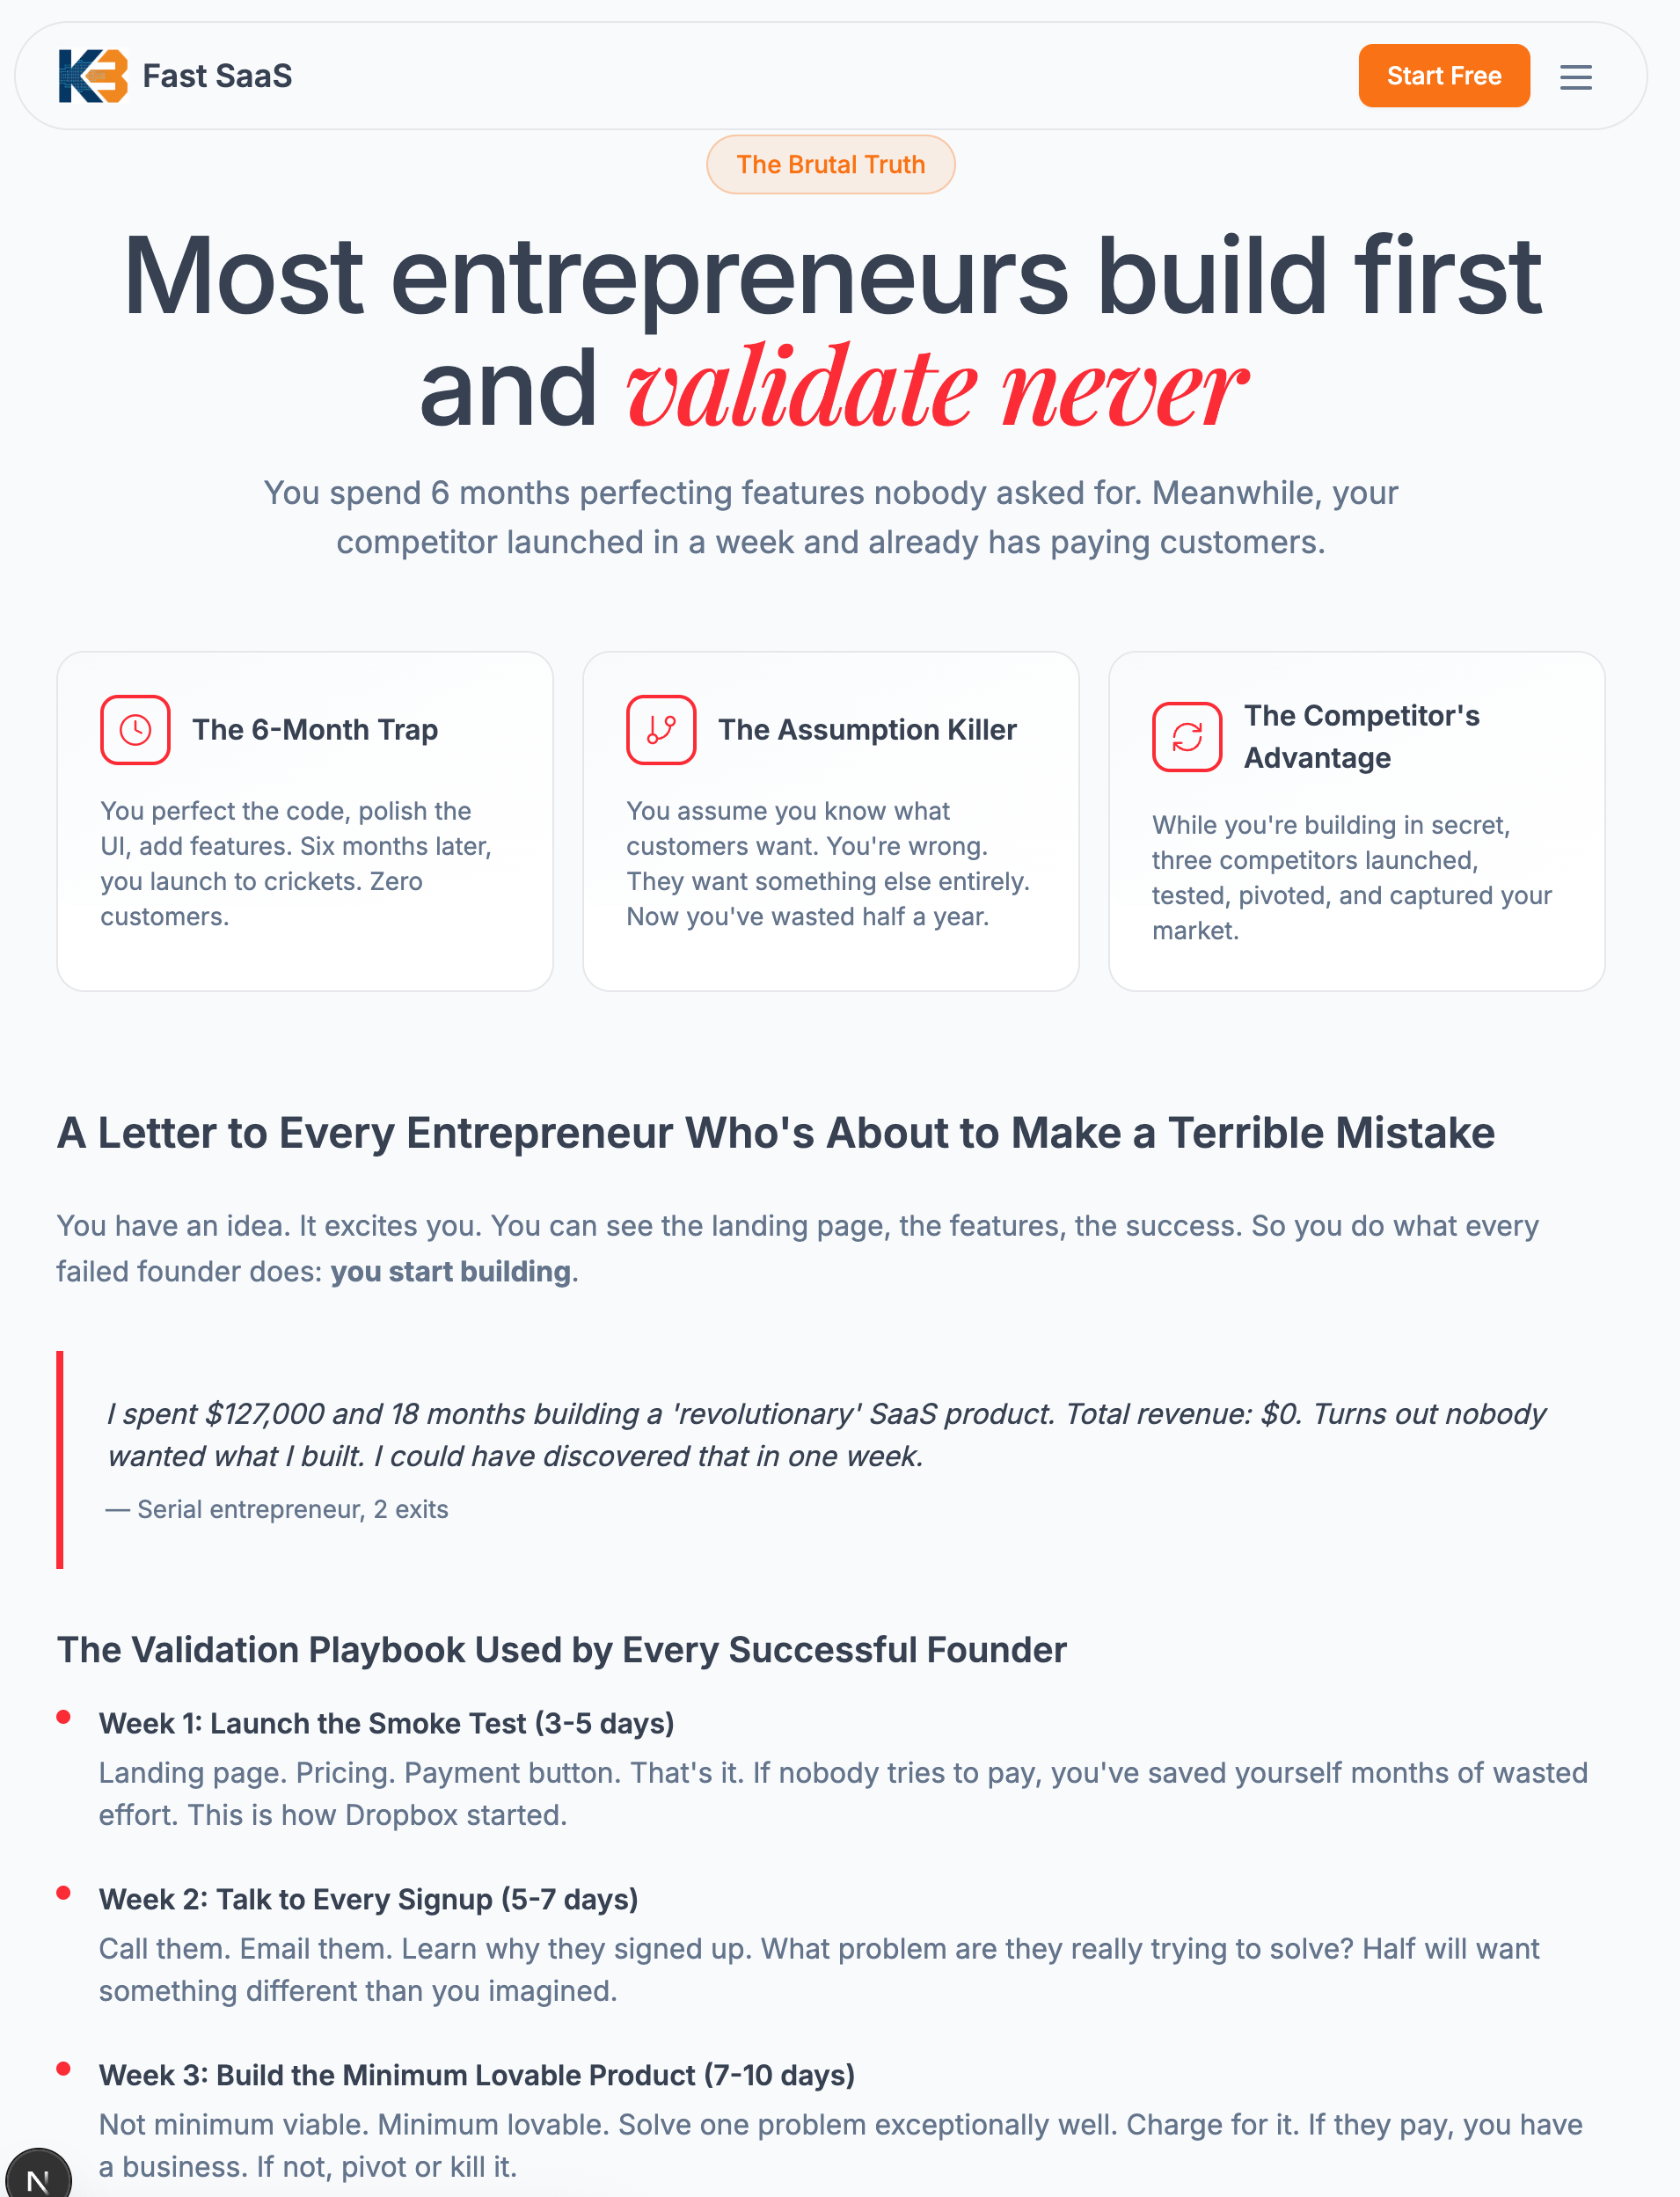 K3 Fast SaaS
Start Free
The Brutal Truth
Most entrepreneurs build first
and validate never
You spend 6 months perfecting features nobody asked for. Meanwhile, your
competitor launched in a week and already has paying customers.
The 6-Month Trap
You perfect the code, polish the
UI, add features. Six months later,
you launch to crickets. Zero
customers.
The Assumption Killer
You assume you know what
customers want. You're wrong.
They want something else entirely.
Now you've wasted half a year.
The Competitor's
Advantage
While you're building in secret,
three competitors launched,
tested, pivoted, and captured your
market.
A Letter to Every Entrepreneur Who's About to Make a Terrible Mistake
You have an idea. It excites you. You can see the landing page, the features, the success. So you do what every
failed founder does: you start building.
I spent $127,000 and 18 months building a 'revolutionary' SaaS product. Total revenue: $0. Turns out nobody
wanted what I built. I could have discovered that in one week.
— Serial entrepreneur, 2 exits
The Validation Playbook Used by Every Successful Founder
Week 1: Launch the Smoke Test (3-5 days)
Landing page. Pricing. Payment button. That's it. If nobody tries to pay, you've saved yourself months of wasted
effort. This is how Dropbox started.
Week 2: Talk to Every Signup (5-7 days)
Call them. Email them. Learn why they signed up. What problem are they really trying to solve? Half will want
something different than you imagined.
Week 3: Build the Minimum Lovable Product (7-10 days)
Not minimum viable. Minimum lovable. Solve one problem exceptionally well. Charge for it. If they pay, you have
a business. If not, pivot or kill it.
N